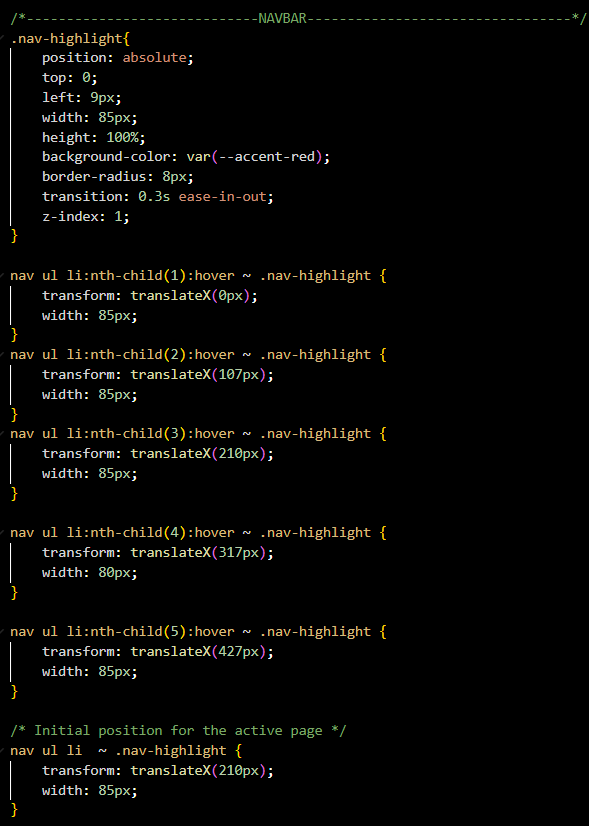 /*-----------------------------NAVBAR---------------------------------*/
.nav-highlight{
    position: absolute;
    top: 0;
    left: 9px;
    width: 85px;
    height: 100%;
    background-color: var(--accent-red);
    border-radius: 8px;
    transition: 0.3s ease-in-out;
    z-index: 1;
}

nav ul li:nth-child(1):hover ~ .nav-highlight {
    transform: translateX(0px);
    width: 85px;
}
nav ul li:nth-child(2):hover ~ .nav-highlight {
    transform: translateX(107px);
    width: 85px;
}
nav ul li:nth-child(3):hover ~ .nav-highlight {
    transform: translateX(210px);
    width: 85px;
}

nav ul li:nth-child(4):hover ~ .nav-highlight {
    transform: translateX(317px);
    width: 80px;
}

nav ul li:nth-child(5):hover ~ .nav-highlight {
    transform: translateX(427px);
    width: 85px;
}

/* Initial position for the active page */
nav ul li  ~ .nav-highlight {
    transform: translateX(210px);
    width: 85px;
}